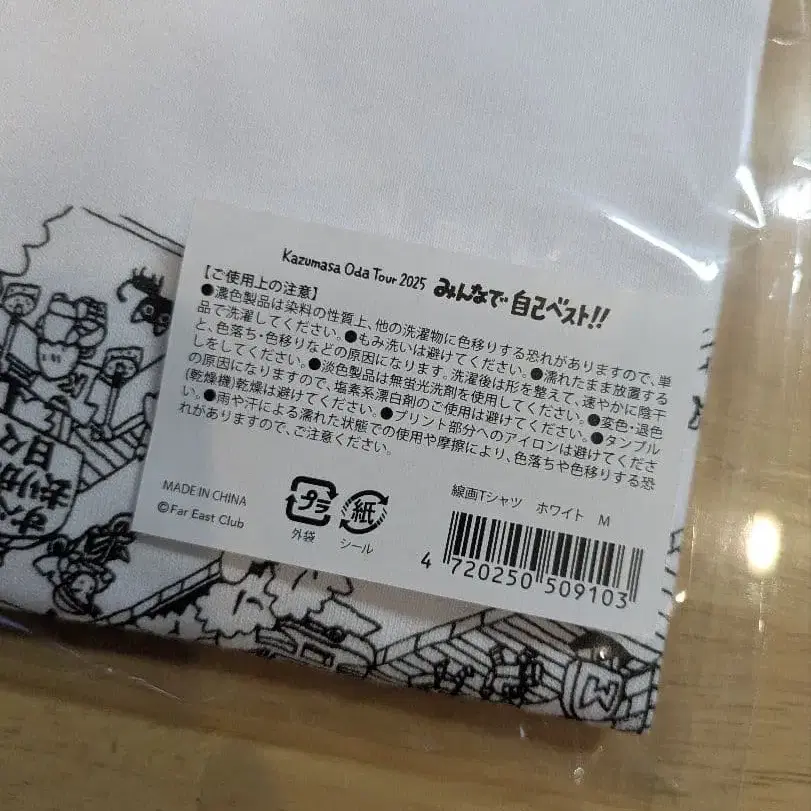 Kazumasa Oda Tour 2025 みんなで 自己ベスト!!
【ご使用上の注意】
●濃色製品は染料の性質上、他の洗濯物に色移りする恐れがありますので、単
品で洗濯してください。●もみ洗いは避けてください。●濡れたまま放置する
と、色落ち・色移りなどの原因になります。洗濯後は形を整えて、速やかに陰干
しをしてください。●淡色製品は無蛍光洗剤を使用してください。●変色・退色
の原因になりますので、塩素系漂白剤のご使用は避けてください。●タンブル
(乾燥機)乾燥は避けてください。●プリント部分へのアイロンは避けてくださ
い。●雨や汗による濡れた状態での使用や摩擦により、色落ちや色移りする恐
れがありますので、ご注意ください。
MADE IN CHINA
©Far East Club
プラ
外袋
紙
シール
線画Tシャツ ホワイト M
4 720250 509103
日々